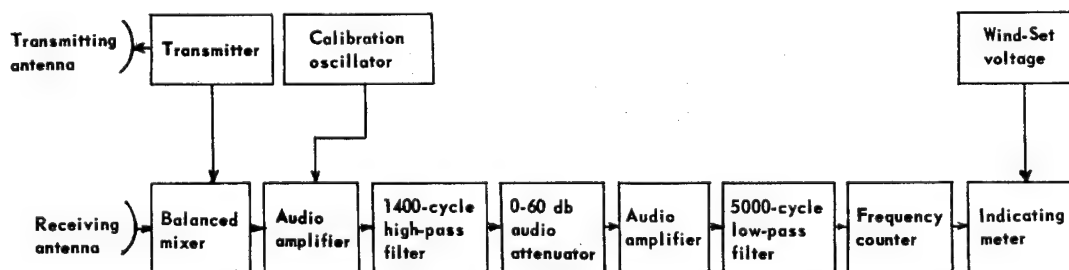 Transmitting
antenna
Transmitter
Calibration
oscillator
Wind-Set
voltage
Receiving
antenna
Balanced
mixer
Audio
amplifier
1400-cycle
high-pass
filter
0-60 db
audio
attenuator
Audio
amplifier
5000-cycle
low-pass
filter
Frequency
counter
Indicating
meter